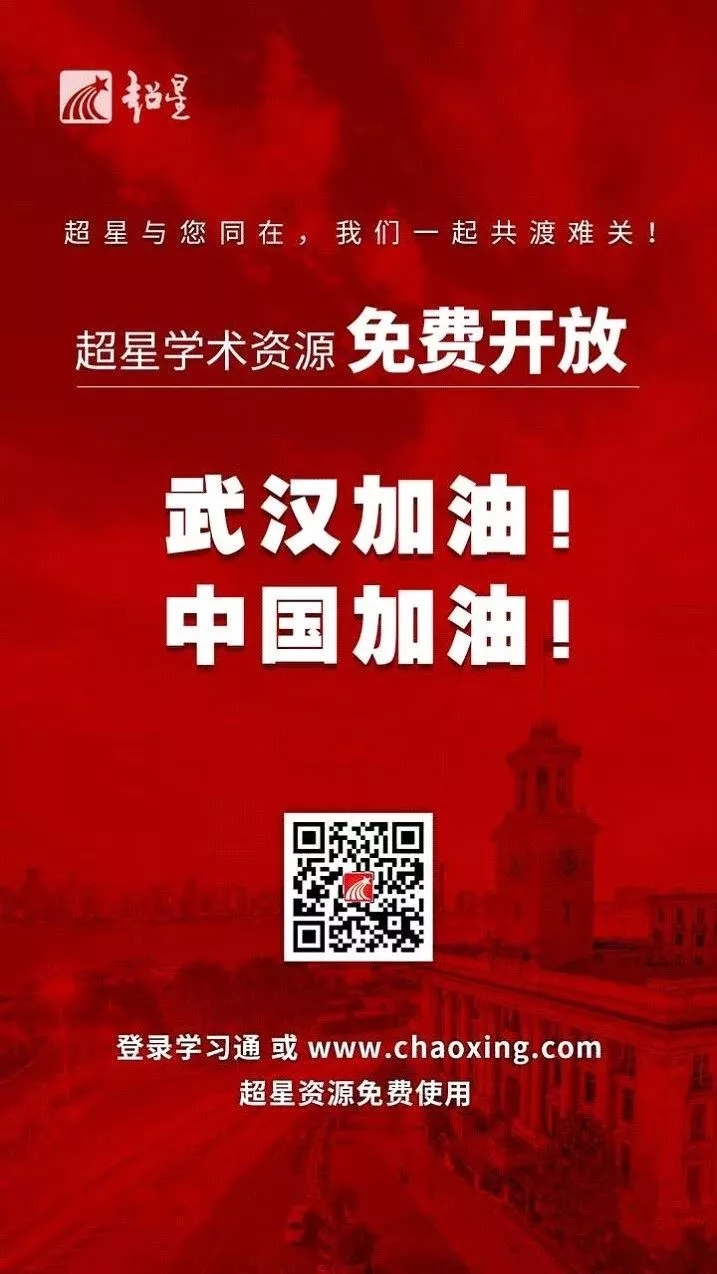 超星
超星与您同在，我们一起共渡难关！
超星学术资源 免费开放
武汉加油！
中国加油！
登录学习通 或 www.chaoxing.com
超星资源免费使用